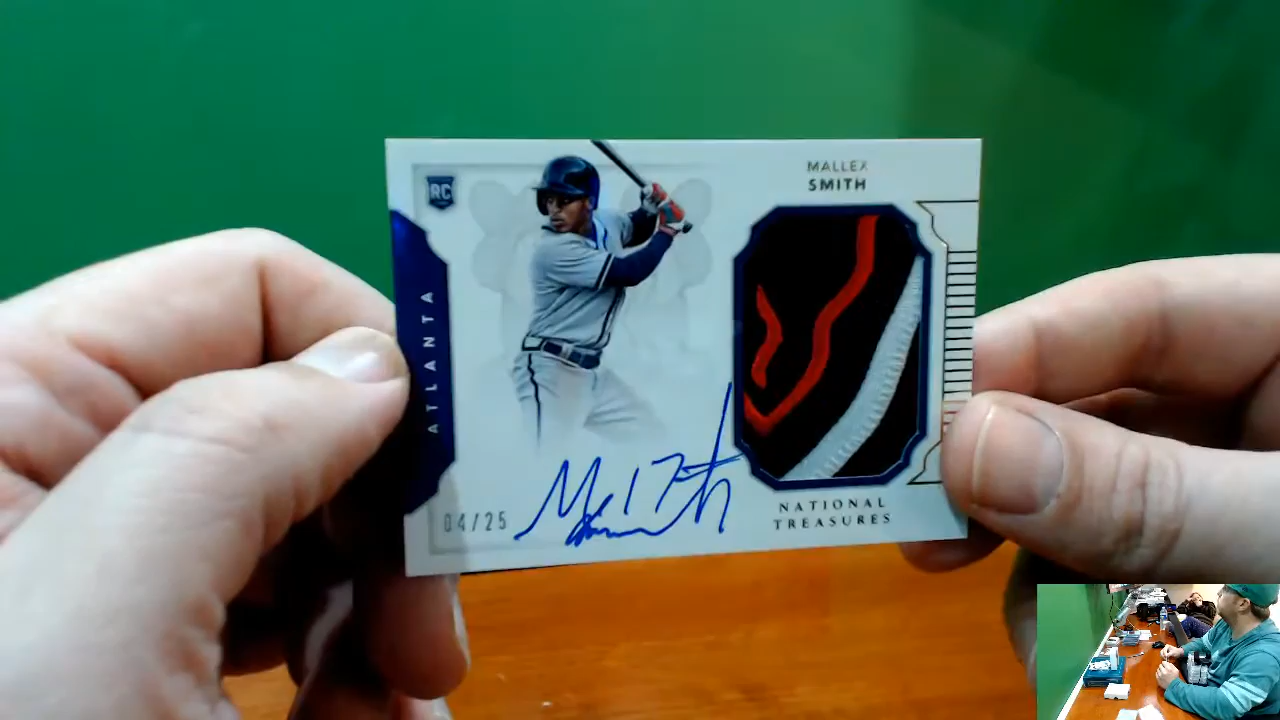 RC
MALLEX
SMITH
ATLANTA
04/25
NATIONAL
TREASURES